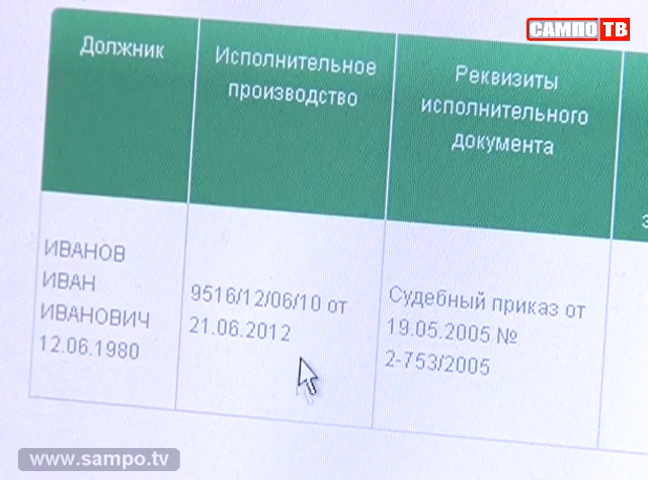 САМПО ТВ
Должник
Исполнительное
производство
Реквизиты
исполнительного
документа
ИВАНОВ
ИВАН
ИВАНОВИЧ
12.06.1980
9516/12/06/10 от
21.06.2012
Судебный приказ от
19.05.2005 №
2-753/2005
www.sampo.tv